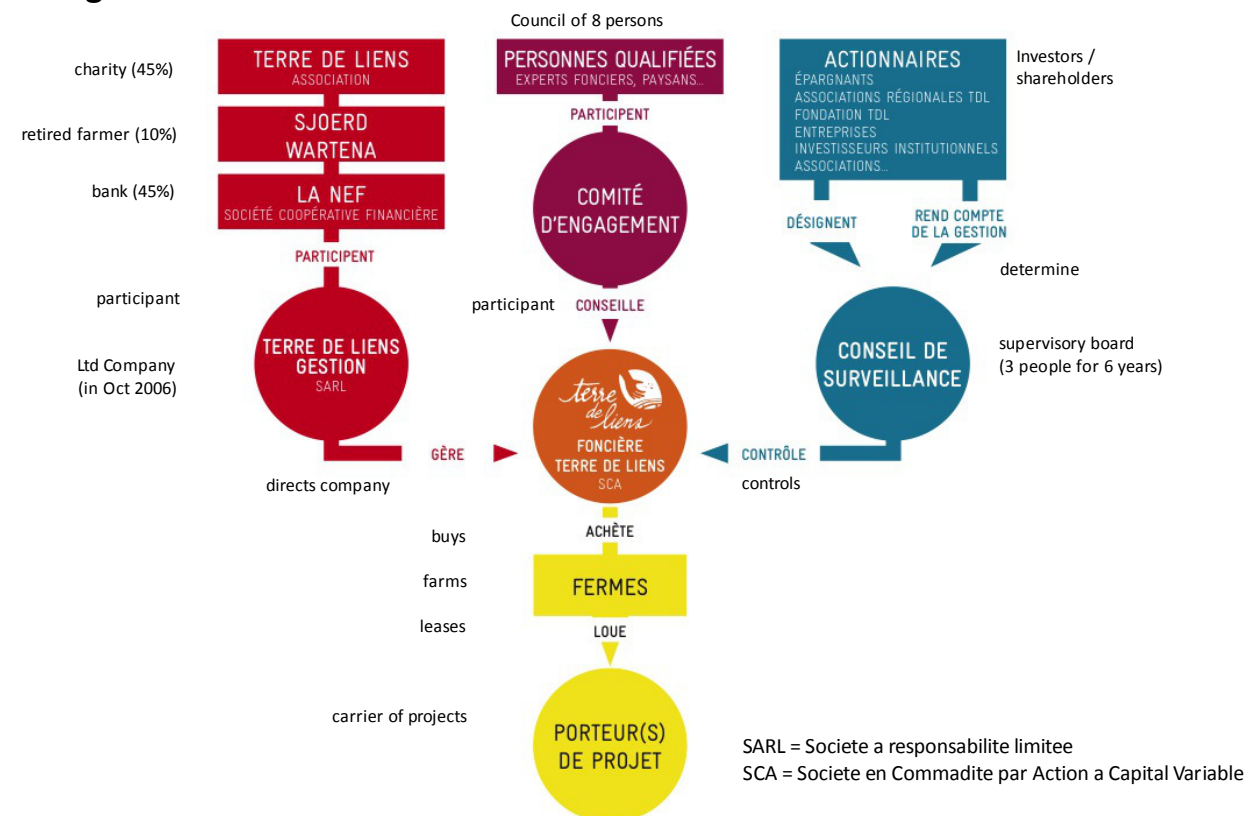 Council of 8 persons
charity (45%)
TERRE DE LIENS
ASSOCIATION
retired farmer (10%)
SJOERD
WARTENA
bank (45%)
LA NEF
SOCIÉTÉ COOPÉRATIVE FINANCIÈRE
PARTICIPENT
participant
TERRE DE LIENS
GESTION
SARL
Ltd Company
(in Oct 2006)
GÈRE
directs company
PERSONNES QUALIFIÉES
EXPERTS FONCIERS, PAYSANS...
PARTICIPENT
COMITÉ
D'ENGAGEMENT
participant
CONSEILLE
terre
de liens
FONCIÈRE
TERRE DE LIENS
SCA
ACTIONNAIRES
ÉPARGNANTS
ASSOCIATIONS RÉGIONALES TDL
FONDATION TDL
ENTREPRISES
INVESTISSEURS INSTITUTIONNELS
ASSOCIATIONS...
Investors /
shareholders
DÉSIGNENT
REND COMPTE
DE LA GESTION
determine
CONSEIL DE
SURVEILLANCE
supervisory board
(3 people for 6 years)
CONTRÔLE
controls
buys
ACHÈTE
farms
FERMES
leases
LOUE
carrier of projects
PORTEUR(S)
DE PROJET
SARL = Societe a responsabilite limitee
SCA = Societe en Commadite par Action a Capital Variable